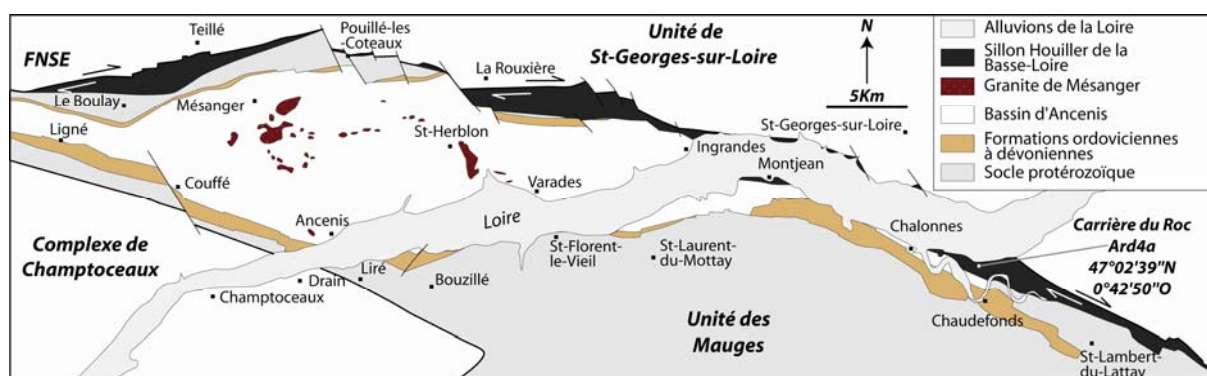 FNSE
Teillé
Pouillé-les
-Coteaux
Unité de
St-Georges-sur-Loire
N
5Km
La Rouxière
Le Boulay
Mésanger
Ligné
St-Herblon
St-Georges-sur-Loire
Ingrandes
Montjean
Couffé
Varades
Ancenis
Loire
Chalonnes
Complexe de
Champtoceaux
St-Florent-
le-Vieil
St-Laurent-
du-Mottay
Liré
Drain
Bouzillé
Champtoceaux
Unité des
Mauges
Chaudefonds
St-Lambert-
du-Lattay
Carrière du Roc
Ard4a
47°02'39"N
0°42'50"O
Alluvions de la Loire
Sillon Houiller de la
Basse-Loire
Granite de Mésanger
Bassin d'Ancenis
Formations ordoviciennes
à dévoniennes
Socle protérozoïque